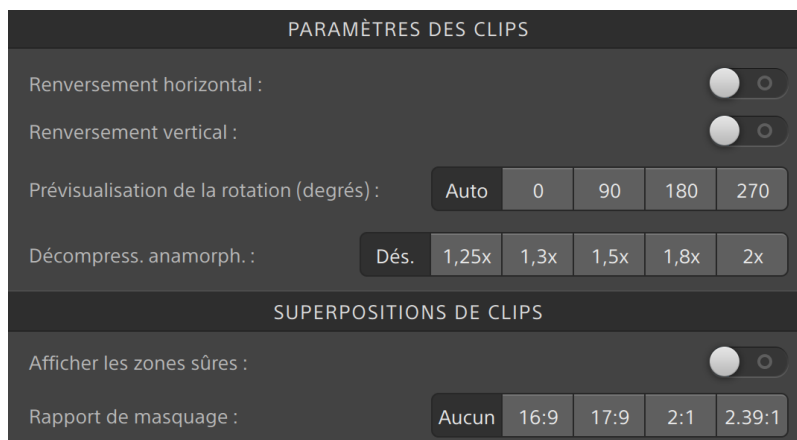 PARAMÈTRES DES CLIPS
Renversement horizontal :
Renversement vertical :
Prévisualisation de la rotation (degrés) : Auto 0 90 180 270
Décompress. anamorph. : Dés. 1,25x 1,3x 1,5x 1,8x 2x
SUPERPOSITIONS DE CLIPS
Afficher les zones sûres :
Rapport de masquage : Aucun 16:9 17:9 2:1 2.39:1